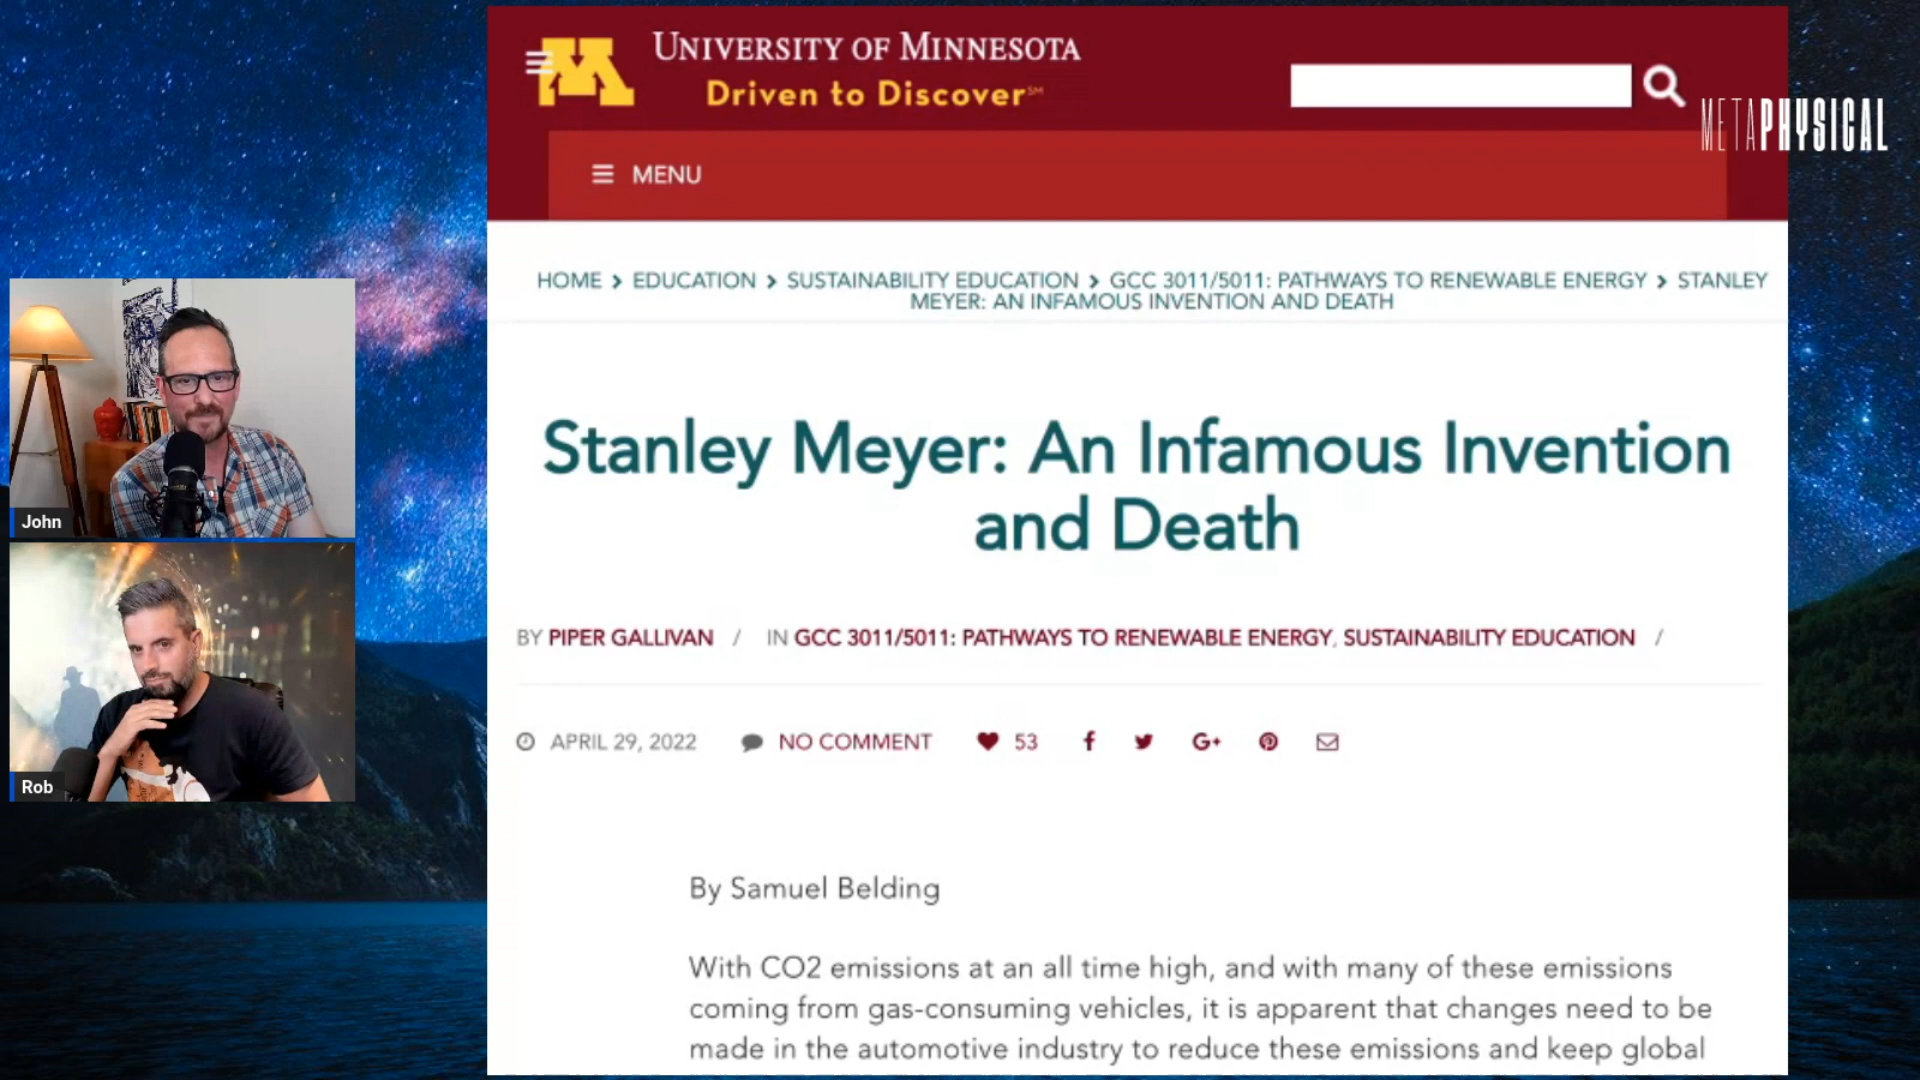 UNIVERSITY OF MINNESOTA
Driven to Discover℠
METAPHYSICAL
MENU
HOME > EDUCATION > SUSTAINABILITY EDUCATION > GCC 3011/5011: PATHWAYS TO RENEWABLE ENERGY > STANLEY
MEYER: AN INFAMOUS INVENTION AND DEATH
Stanley Meyer: An Infamous Invention
and Death
John
BY PIPER GALLIVAN / IN GCC 3011/5011: PATHWAYS TO RENEWABLE ENERGY, SUSTAINABILITY EDUCATION /
APRIL 29, 2022 NO COMMENT 53
Rob
By Samuel Belding
With CO2 emissions at an all time high, and with many of these emissions
coming from gas-consuming vehicles, it is apparent that changes need to be
made in the automotive industry to reduce these emissions and keep global